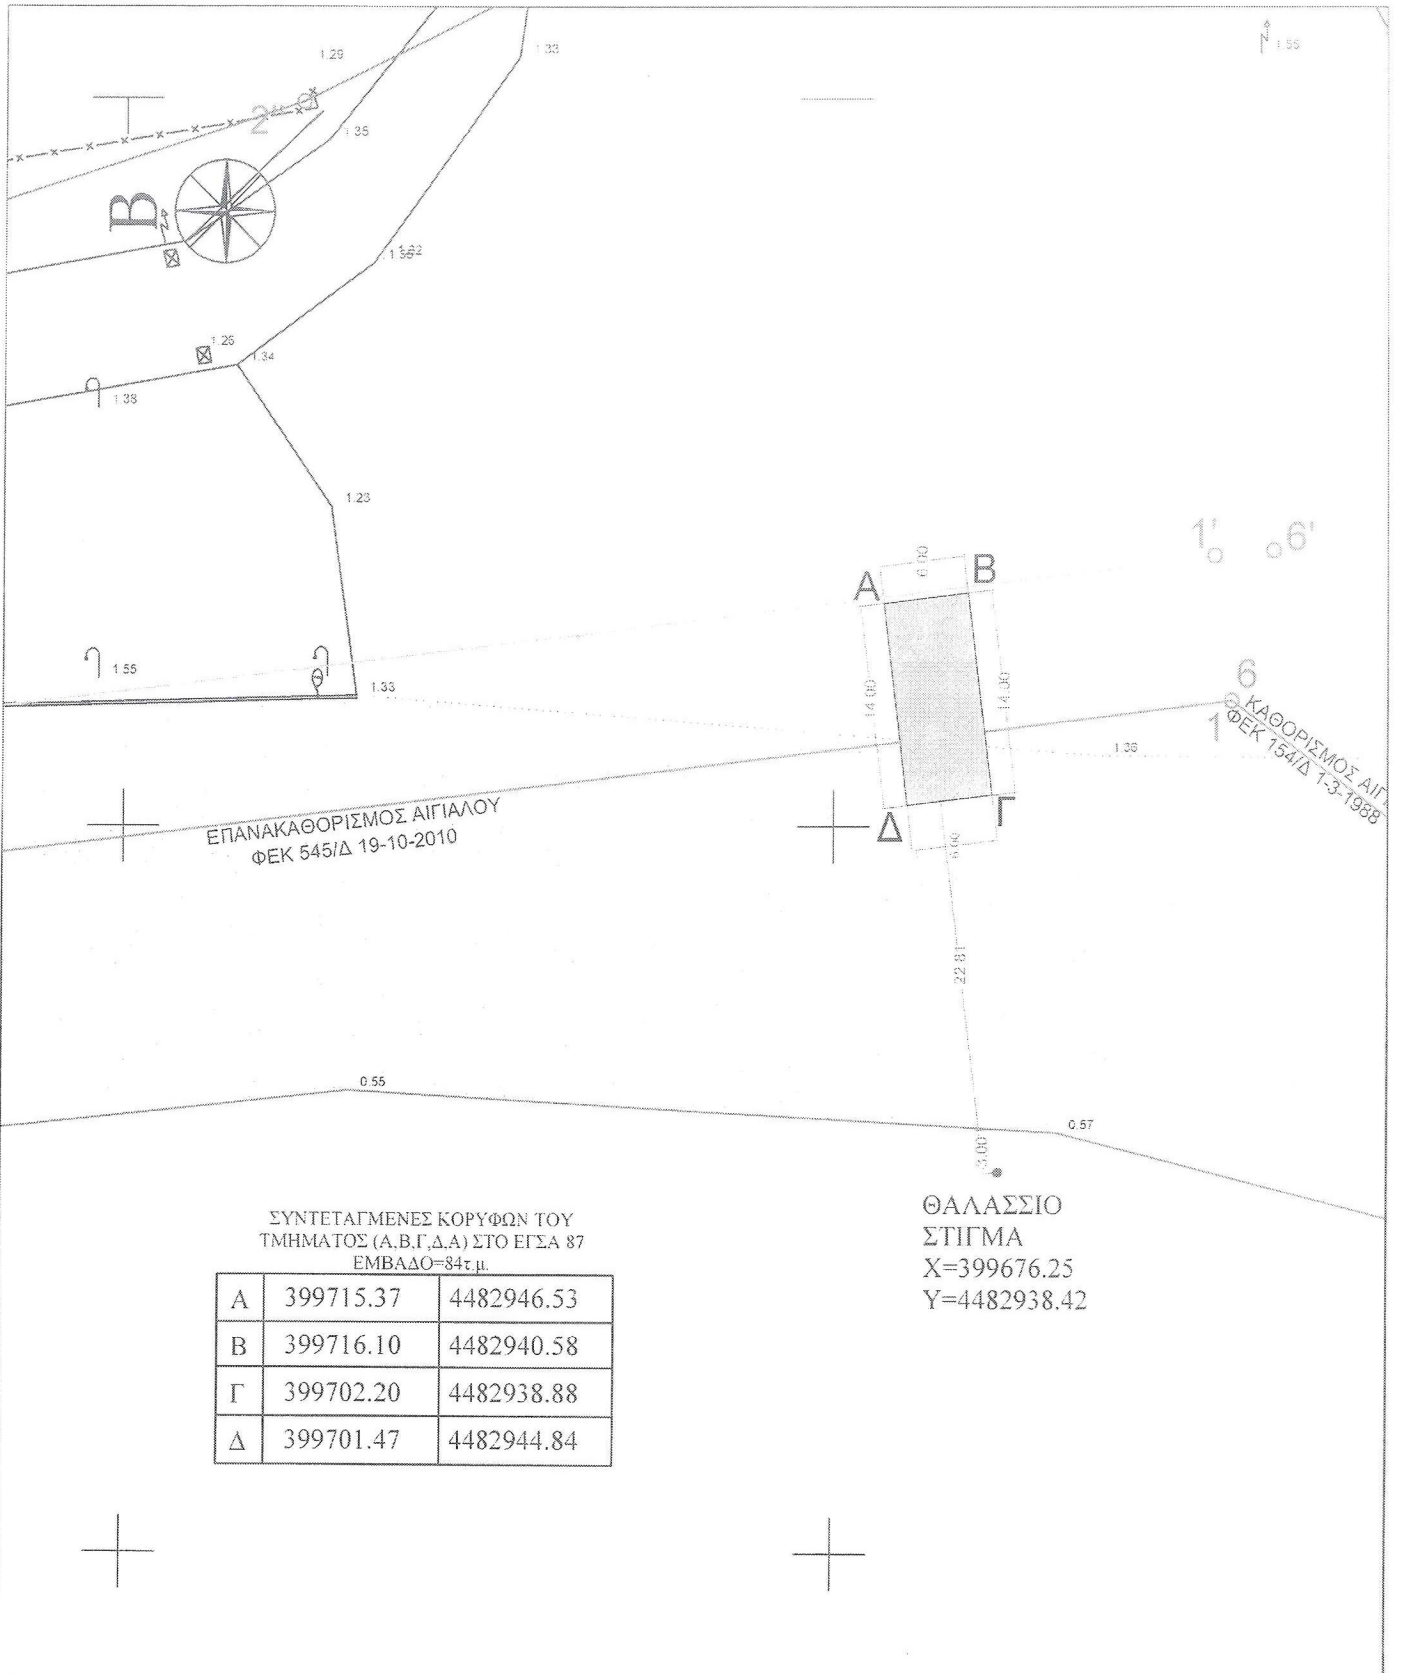 1.29
1.33
1.55
2"
1.35
B
1.26
1.34
1.38
1.23
1' 6'
6.00
A B
1.55
1.33
6
14.00 14.00
1
ΚΑΘΟΡΙΣΜΟΣ ΑΙΓΙ
ΦΕΚ 154/Δ 1-3-1988
1.36
ΕΠΑΝΑΚΑΘΟΡΙΣΜΟΣ ΑΙΓΙΑΛΟΥ
ΦΕΚ 545/Δ 19-10-2010
Δ Γ
6.00
22.81
0.55
0.57
3.00
ΘΑΛΑΣΣΙΟ
ΣΤΙΓΜΑ
X=399676.25
Y=4482938.42
ΣΥΝΤΕΤΑΓΜΕΝΕΣ ΚΟΡΥΦΩΝ ΤΟΥ
ΤΜΗΜΑΤΟΣ (Α,Β,Γ,Δ,Α) ΣΤΟ ΕΓΣΑ 87
ΕΜΒΑΔΟ=84τ.μ.
Α 399715.37 4482946.53
Β 399716.10 4482940.58
Γ 399702.20 4482938.88
Δ 399701.47 4482944.84